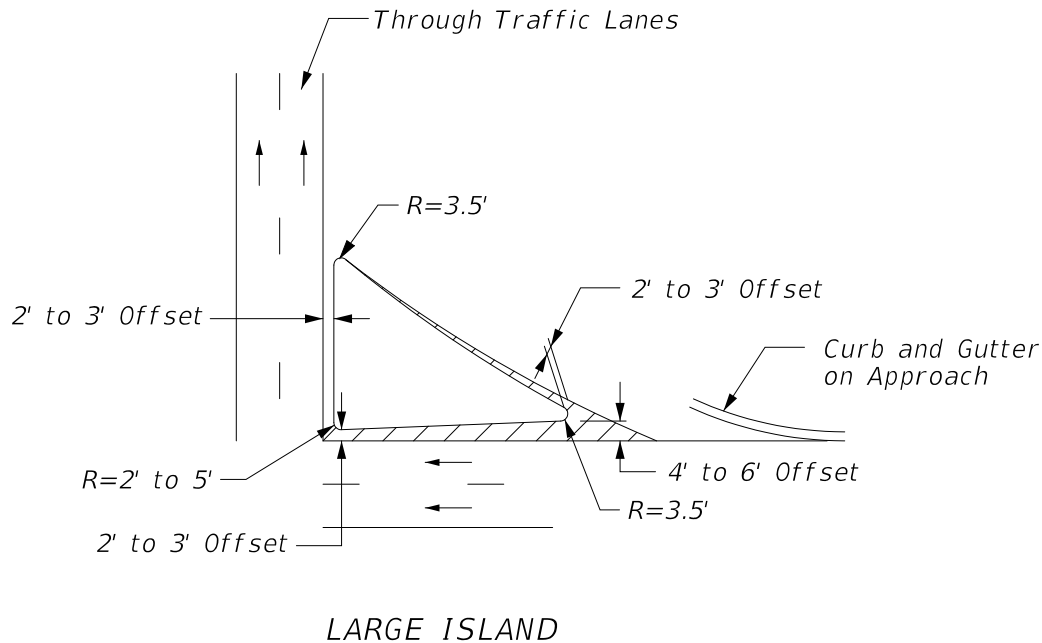 Through Traffic Lanes
R=3.5'
2' to 3' Offset
2' to 3' Offset
Curb and Gutter
on Approach
4' to 6' Offset
R=2' to 5'
R=3.5'
2' to 3' Offset
LARGE ISLAND